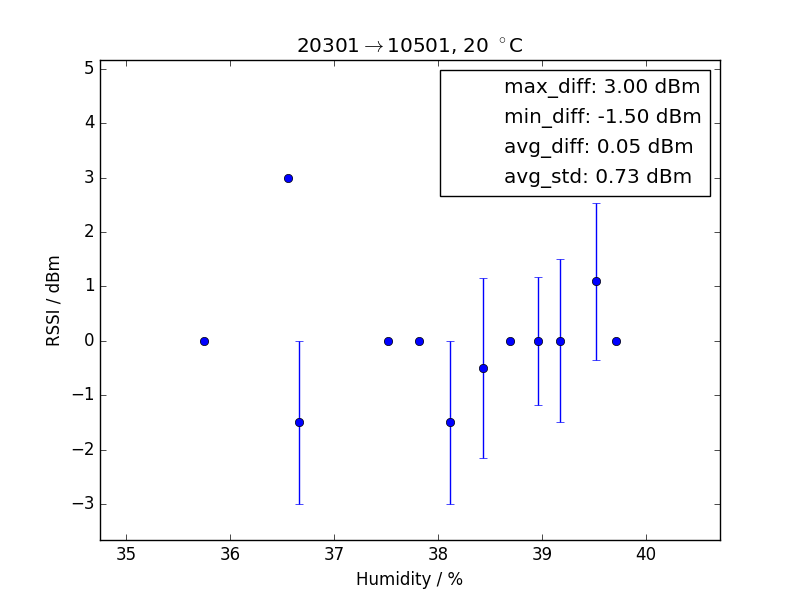 20301→10501, 20 °C
max_diff: 3.00 dBm
min_diff: -1.50 dBm
avg_diff: 0.05 dBm
avg_std: 0.73 dBm
5
4
3
2
1
0
−1
−2
−3
RSSI / dBm
35 36 37 38 39 40
Humidity / %